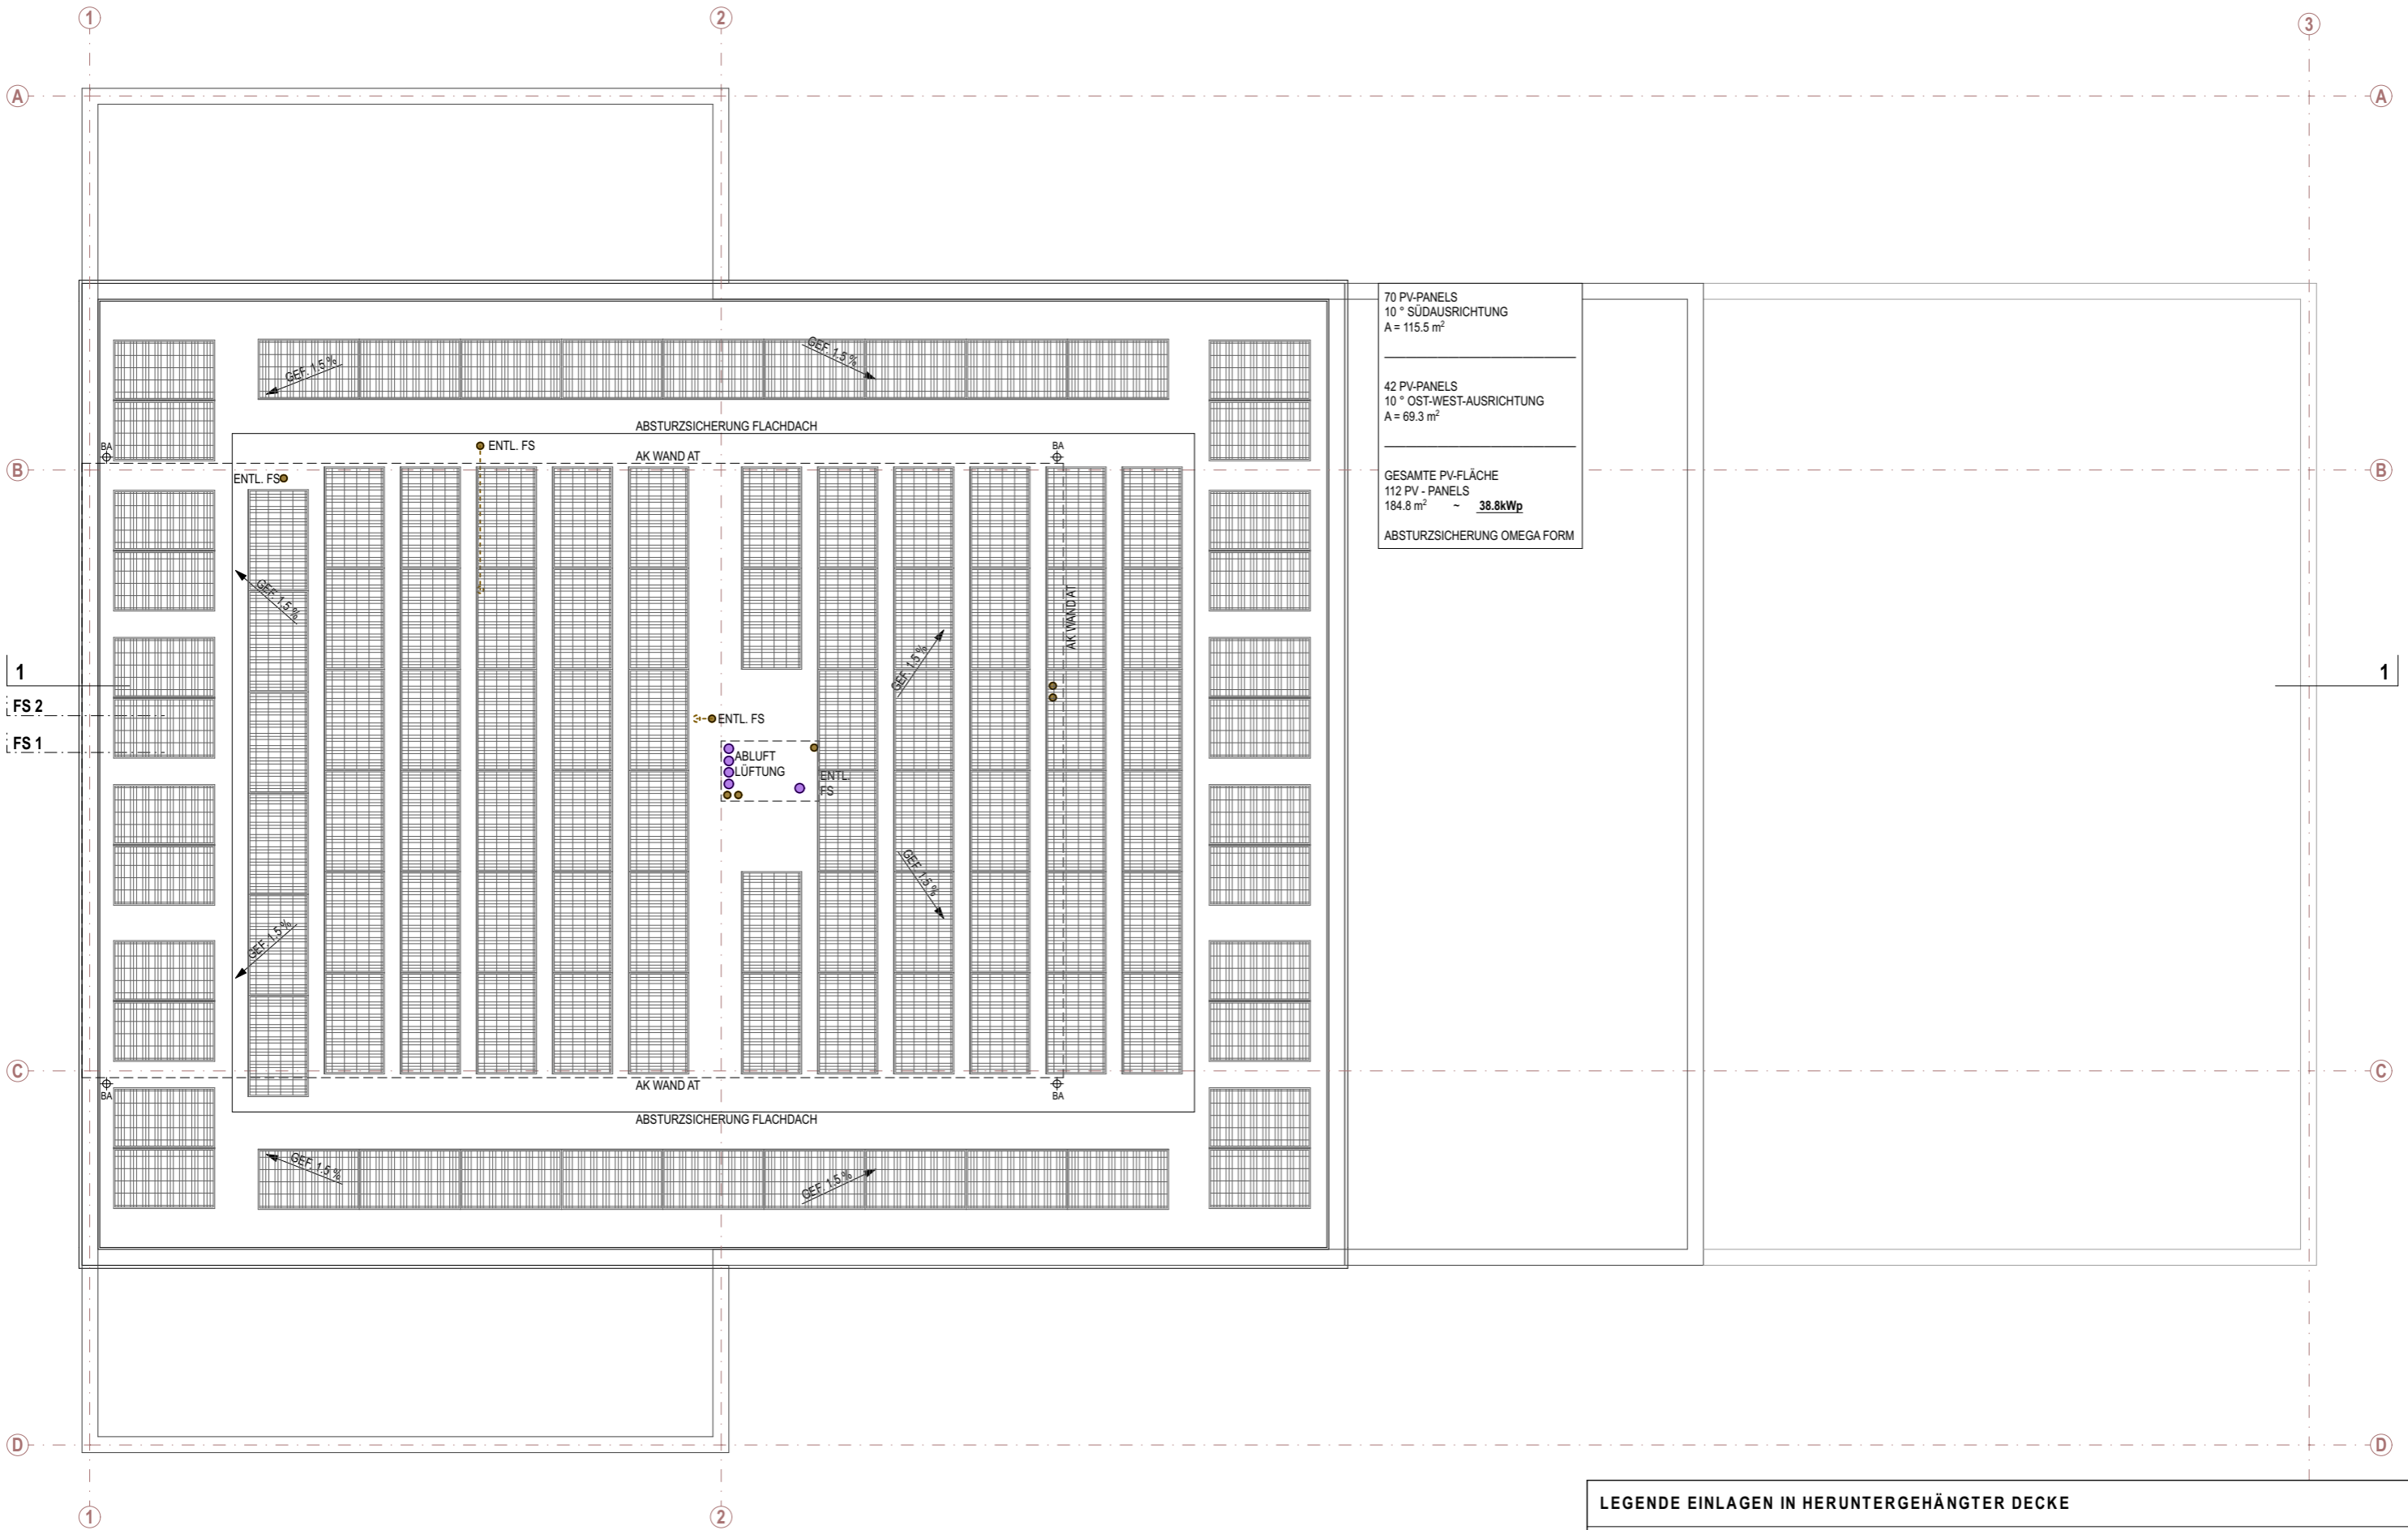 1
2
3
A
A
70 PV-PANELS
10 ° SÜDAUSRICHTUNG
A = 115.5 m²
42 PV-PANELS
10 ° OST-WEST-AUSRICHTUNG
A = 69.3 m²
GESAMTE PV-FLÄCHE
112 PV - PANELS
184.8 m² ~ 38.8kWp
ABSTURZSICHERUNG OMEGA FORM
GEF. 1.5 %
GEF. 1.5 %
ABSTURZSICHERUNG FLACHDACH
BA
ENTL. FS
AK WAND AT
BA
B
ENTL. FS
B
GEF. 1.5 %
AK WAND AT
GEF. 1.5 %
1
1
FS 2
ENTL. FS
FS 1
ABLUFT
LÜFTUNG
ENTL.
FS
GEF. 1.5 %
GEF. 1.5 %
C
C
BA
AK WAND AT
BA
ABSTURZSICHERUNG FLACHDACH
GEF. 1.5 %
GEF. 1.5 %
D
D
LEGENDE EINLAGEN IN HERUNTERGEHÄNGTER DECKE
1
2